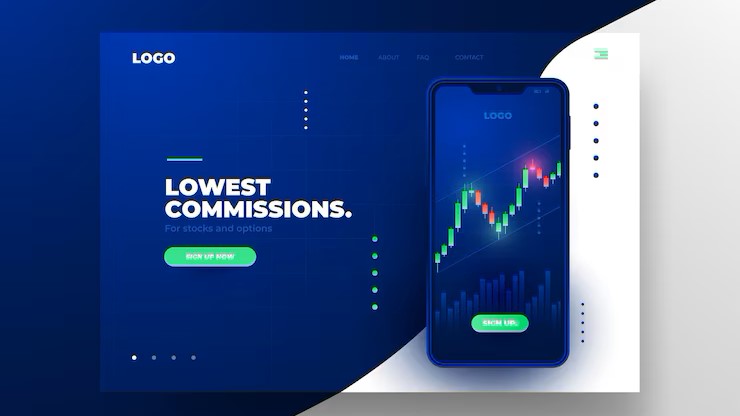 LOGO
HOME ABOUT FAQ CONTACT
LOGO
LOWEST
COMMISSIONS.
For stocks and options
SIGN UP NOW
SIGN UP.